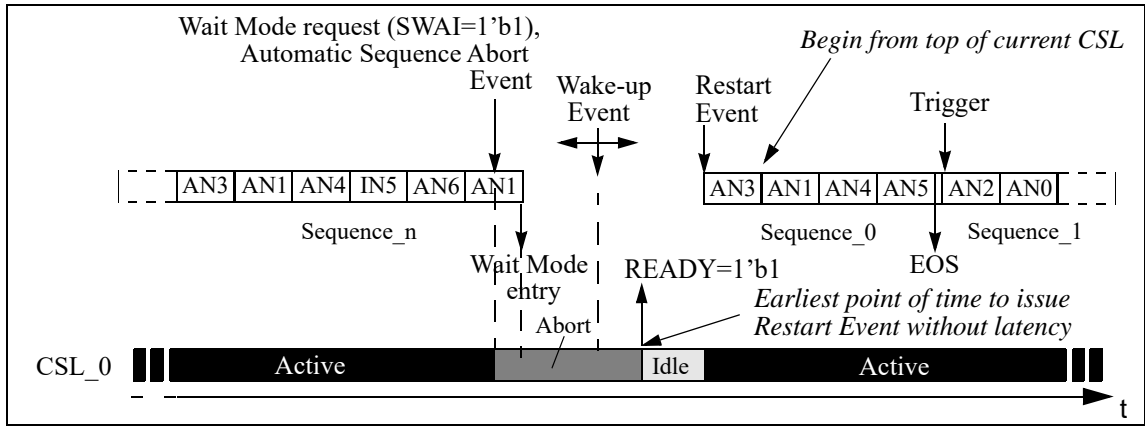 Wait Mode request (SWAI=1’b1),
Automatic Sequence Abort
Event
Wake-up
Event
Restart
Event
Begin from top of current CSL
Trigger
AN3 AN1 AN4 IN5 AN6 AN1
AN3 AN1 AN4 AN5 AN2 AN0
Sequence_n
Sequence_0
Sequence_1
Wait Mode
entry
READY=1’b1
EOS
Earliest point of time to issue
Restart Event without latency
Abort
CSL_0
Active
Idle
Active
t